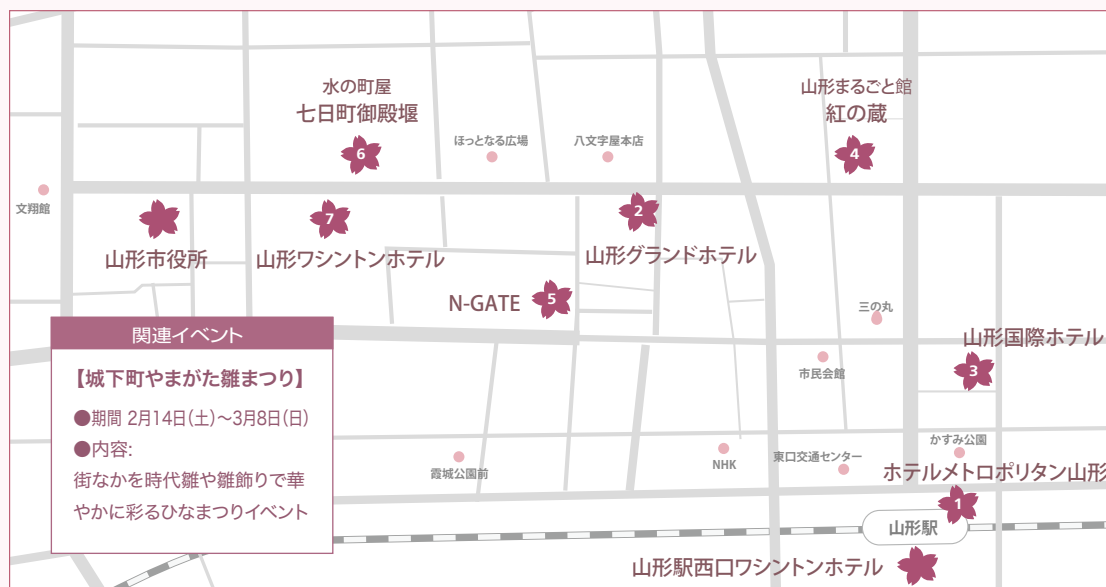 水の町屋
七日町御殿堰
6
山形まるごと館
紅の蔵
4
ほっとなる広場
八文字屋本店
文翔館
山形市役所
7
山形ワシントンホテル
2
山形グランドホテル
N-GATE
5
三の丸
山形国際ホテル
3
市民会館
関連イベント
【城下町やまがた雛まつり】
●期間 2月14日(土)～3月8日(日)
●内容:
街なかを時代雛や雛飾りで華
やかに彩るひなまつりイベント
霞城公園前
NHK
東口交通センター
かすみ公園
ホテルメトロポリタン山形
1
山形駅
山形駅西口ワシントンホテル